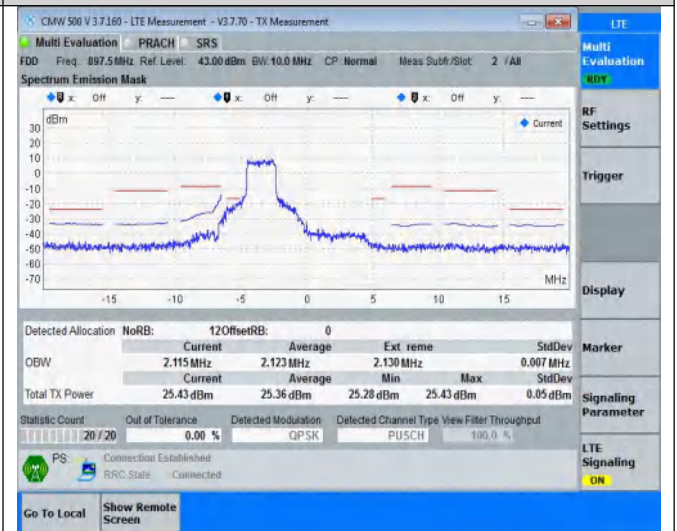 CMW 500 V 3.7.160 - LTE Measurement - V3.7.70 - TX Measurement
LTE
Multi Evaluation PRACH SRS
Multi Evaluation
RDY
FDD Freq.: 897.5 MHz Ref. Level: 43.00 dBm BW: 10.0 MHz CP: Normal Meas Subfr./Slot: 2 / All
Spectrum Emission Mask
x: Off y: --- x: Off y: --- x: Off y: ---
dBm
Current
30
20
10
0
-10
-20
-30
-40
-50
-60
-70
MHz
-15 -10 -5 0 5 10 15
RF Settings
Trigger
Display
Marker
Signaling Parameter
LTE Signaling
ON
Detected Allocation NoRB: 12OffsetRB: 0
Current Average Ext reme StdDev
OBW 2.115 MHz 2.123 MHz 2.130 MHz 0.007 MHz
Current Average Min Max StdDev
Total TX Power 25.43 dBm 25.36 dBm 25.28 dBm 25.43 dBm 0.05 dBm
Statistic Count Out of Tolerance Detected Modulation Detected Channel Type View Filter Throughput
20 / 20 0.00 % QPSK PUSCH 100.0 %
PS: Connection Established
RRC State Connected
Go To Local
Show Remote Screen